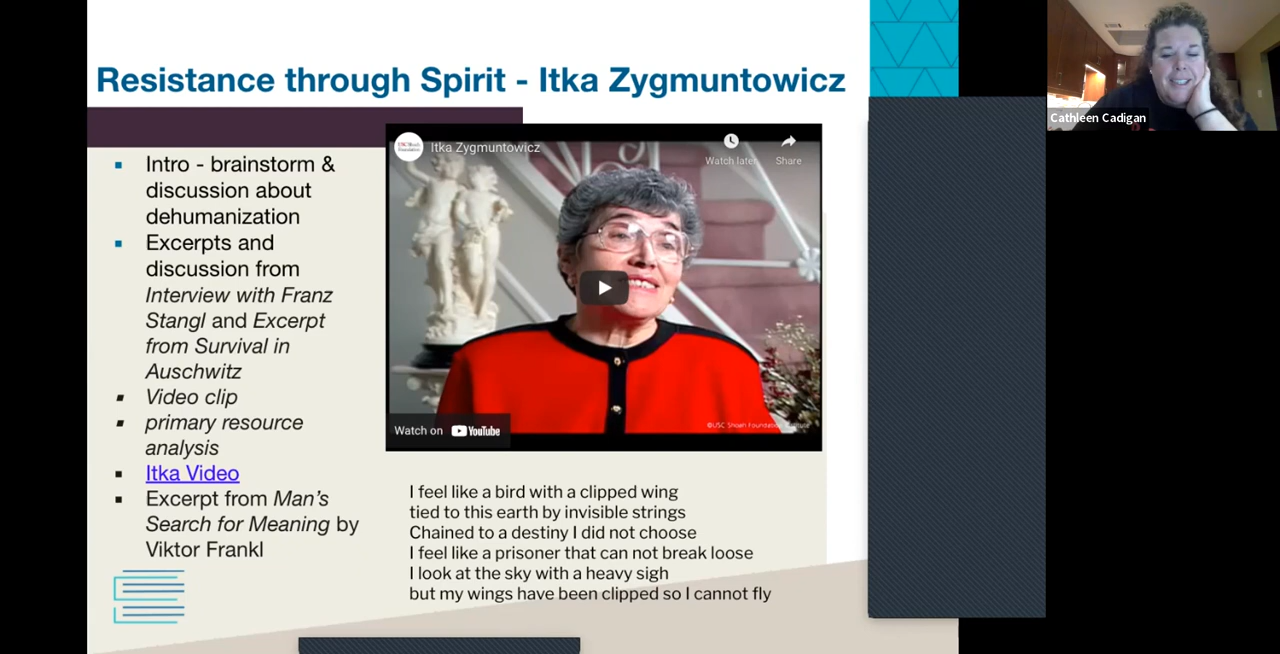 Resistance through Spirit - Itka Zygmuntowicz
Cathleen Cadigan
▪ Intro - brainstorm &
discussion about
dehumanization
▪ Excerpts and
discussion from
Interview with Franz
Stangl and Excerpt
from Survival in
Auschwitz
▪ Video clip
▪ primary resource
analysis
▪ Itka Video
▪ Excerpt from Man's
Search for Meaning by
Viktor Frankl
Itka Zygmuntowicz
Watch later
Share
Watch on YouTube
©USC Shoah Foundation Institute
I feel like a bird with a clipped wing
tied to this earth by invisible strings
Chained to a destiny I did not choose
I feel like a prisoner that can not break loose
I look at the sky with a heavy sigh
but my wings have been clipped so I cannot fly